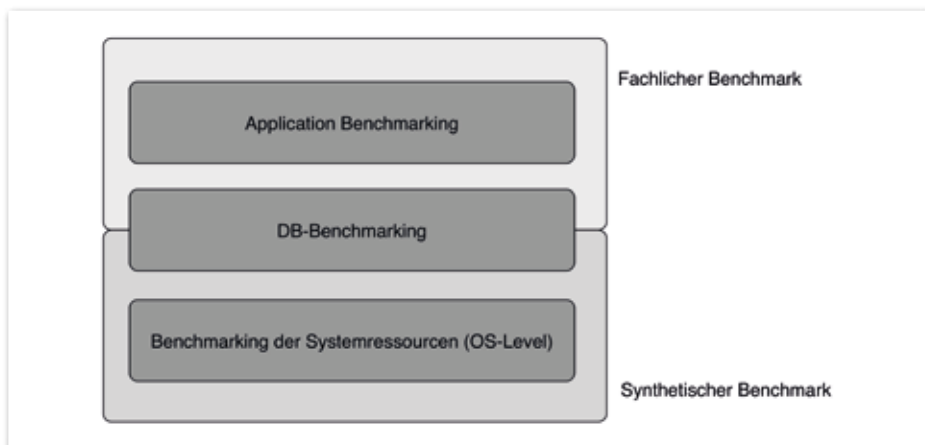 Fachlicher Benchmark
Application Benchmarking
DB-Benchmarking
Benchmarking der Systemressourcen (OS-Level)
Synthetischer Benchmark